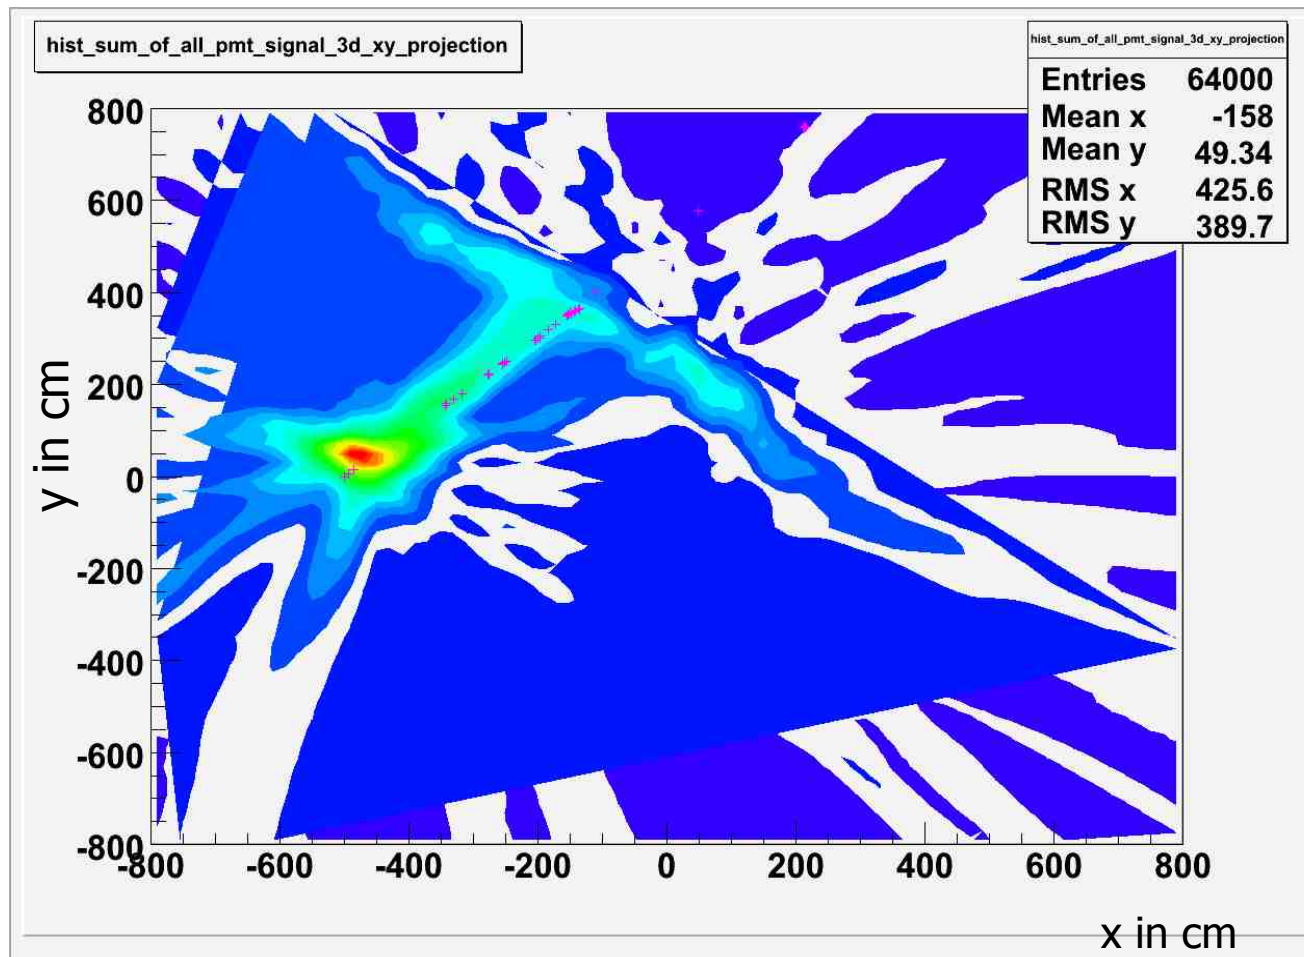 hist_sum_of_all_pmt_signal_3d_xy_projection
hist_sum_of_all_pmt_signal_3d_xy_projection
Entries 64000
Mean x -158
Mean y 49.34
RMS x 425.6
RMS y 389.7
800
600
400
200
0
-200
-400
-600
-800
y in cm
-800 -600 -400 -200 0 200 400 600 800
x in cm